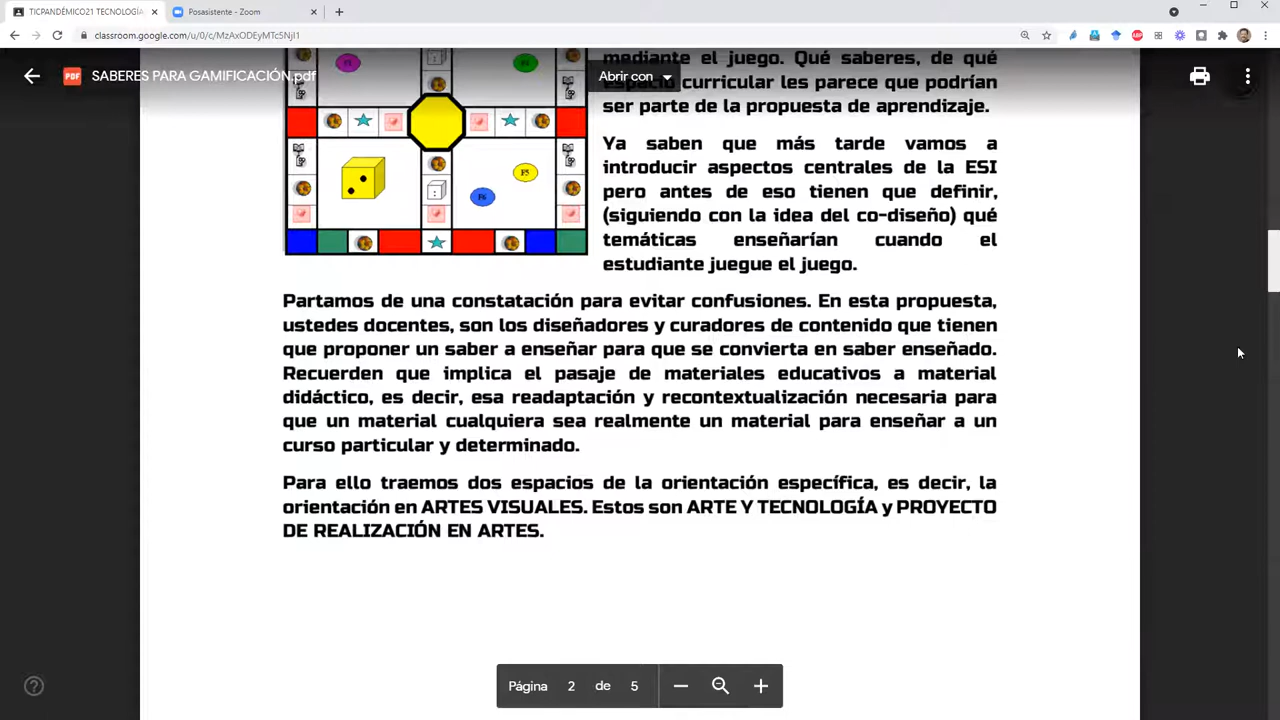 TICPANDÉMICO21 TECNOLOGÍA
Posasistente - Zoom
classroom.google.com/u/0/c/MzAxODEyMTc5NjI1
SABERES PARA GAMIFICACIÓN.pdf
Abrir con
mediante el juego. Qué saberes, de qué
espacio curricular les parece que podrían
ser parte de la propuesta de aprendizaje.
Ya saben que más tarde vamos a
introducir aspectos centrales de la ESI
pero antes de eso tienen que definir,
(siguiendo con la idea del co-diseño) qué
temáticas enseñarían cuando el
estudiante juegue el juego.
F5
F6
Partamos de una constatación para evitar confusiones. En esta propuesta,
ustedes docentes, son los diseñadores y curadores de contenido que tienen
que proponer un saber a enseñar para que se convierta en saber enseñado.
Recuerden que implica el pasaje de materiales educativos a material
didáctico, es decir, esa readaptación y recontextualización necesaria para
que un material cualquiera sea realmente un material para enseñar a un
curso particular y determinado.
Para ello traemos dos espacios de la orientación específica, es decir, la
orientación en ARTES VISUALES. Estos son ARTE Y TECNOLOGÍA y PROYECTO
DE REALIZACIÓN EN ARTES.
Página 2 de 5